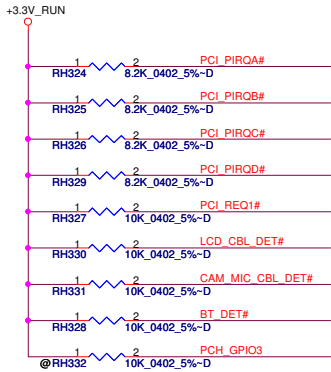 +3.3V_RUN
1 2 PCI_PIRQA#
RH324 8.2K_0402_5%~D
1 2 PCI_PIRQB#
RH325 8.2K_0402_5%~D
1 2 PCI_PIRQC#
RH326 8.2K_0402_5%~D
1 2 PCI_PIRQD#
RH329 8.2K_0402_5%~D
1 2 PCI_REQ1#
RH327 10K_0402_5%~D
1 2 LCD_CBL_DET#
RH330 10K_0402_5%~D
1 2 CAM_MIC_CBL_DET#
RH331 10K_0402_5%~D
1 2 BT_DET#
RH328 10K_0402_5%~D
1 2 PCH_GPIO3
@RH332 10K_0402_5%~D